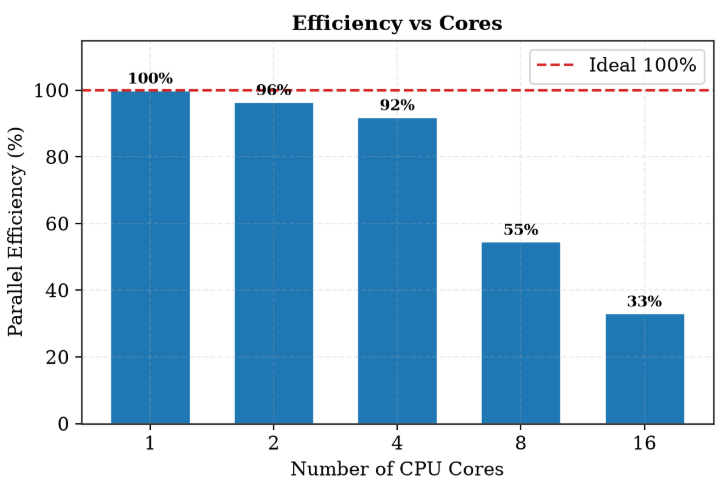 Efficiency vs Cores
Ideal 100%
100%
96%
92%
55%
33%
100
80
60
40
20
0
Parallel Efficiency (%)
1 2 4 8 16
Number of CPU Cores